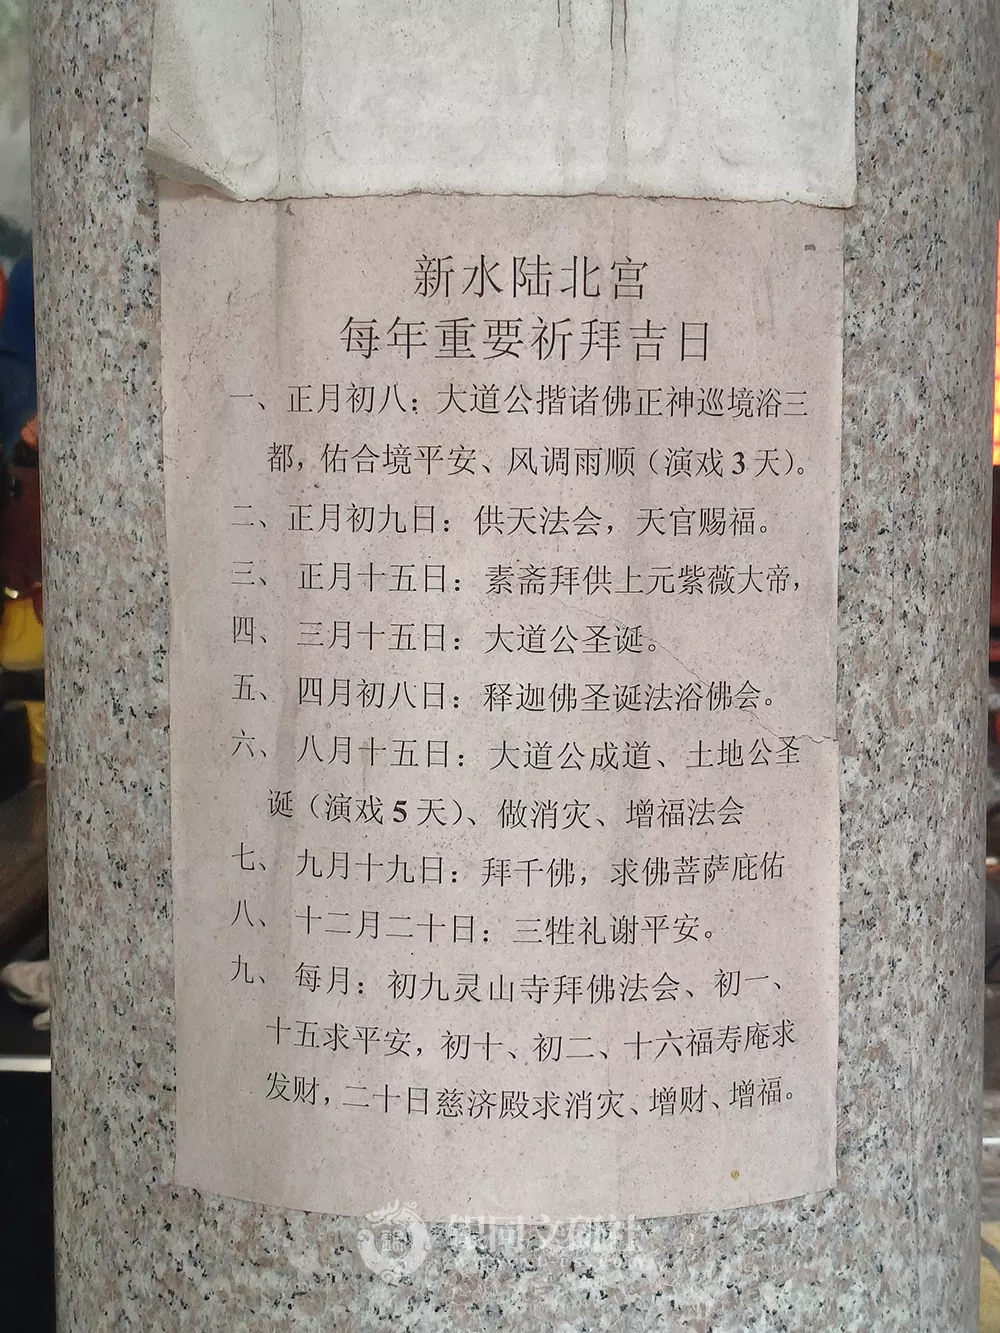 新水陆北宫
每年重要祈拜吉日
一、正月初八：大道公揩诸佛正神巡境浴三
都，佑合境平安、风调雨顺（演戏3天）。
二、正月初九日：供天法会，天官赐福。
三、正月十五日：素斋拜供上元紫薇大帝，
四、三月十五日：大道公圣诞。
五、四月初八日：释迦佛圣诞法浴佛会。
六、八月十五日：大道公成道、土地公圣
诞（演戏5天）、做消灾、增福法会
七、九月十九日：拜千佛，求佛菩萨庇佑
八、十二月二十日：三牲礼谢平安。
九、每月：初九灵山寺拜佛法会、初一、
十五求平安，初十、初二、十六福寿庵求
发财，二十日慈济殿求消灾、增财、增福。